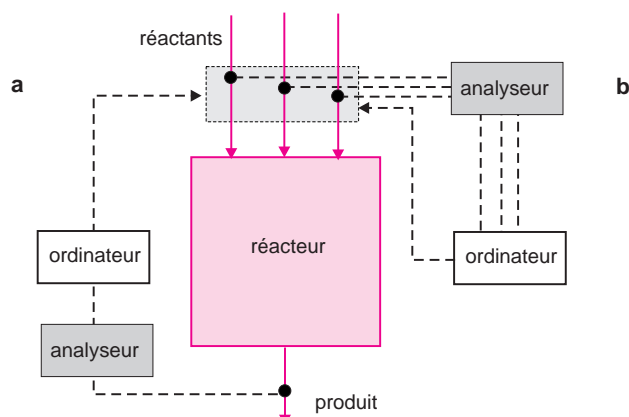 réactants
a
analyseur
b
ordinateur
réacteur
ordinateur
analyseur
produit